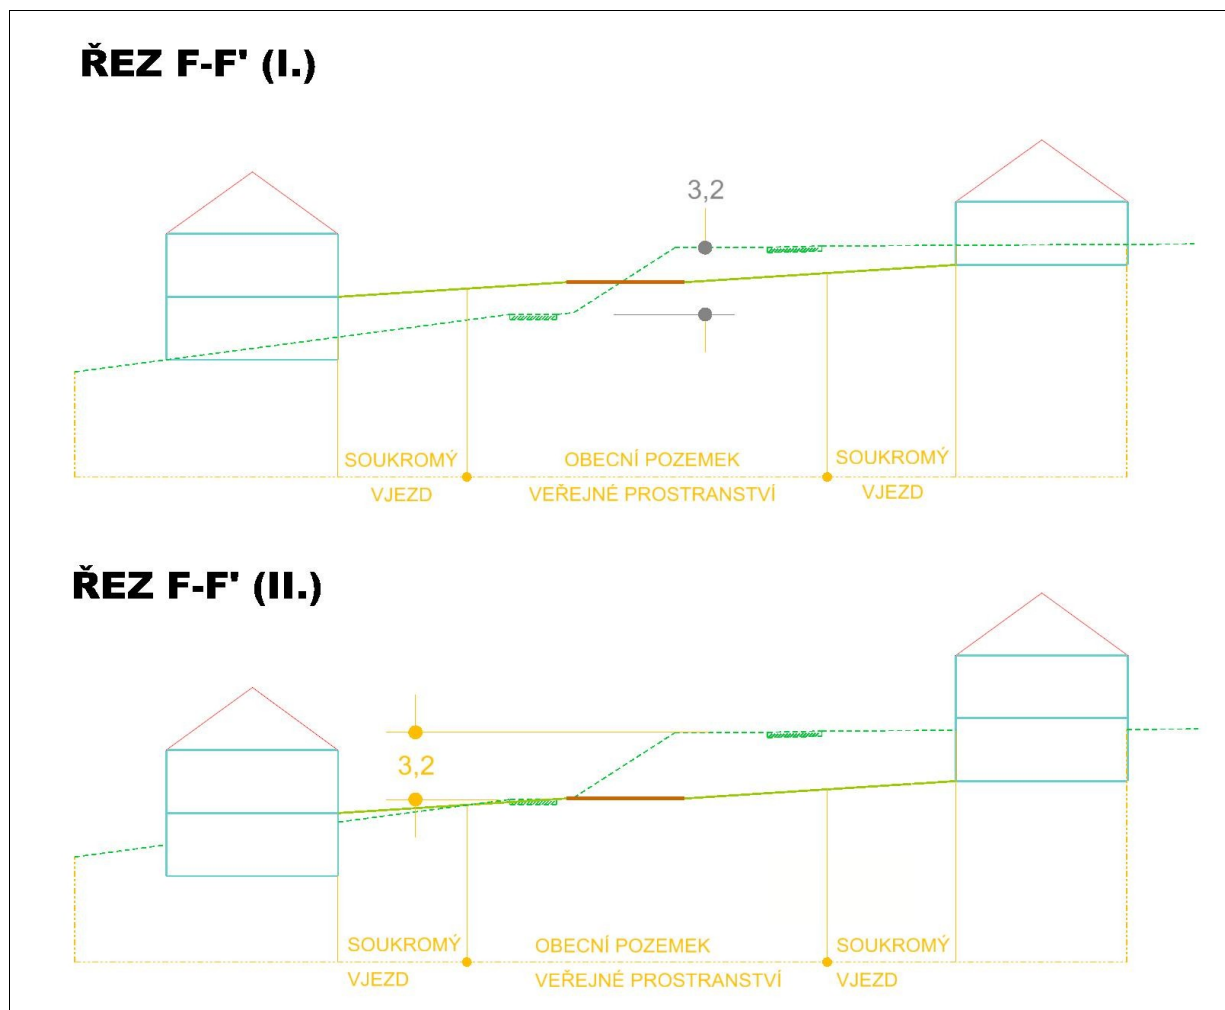 ŘEZ F-F' (I.)
3,2
SOUKROMÝ
VJEZD
OBECNÍ POZEMEK
VEŘEJNÉ PROSTRANSTVÍ
SOUKROMÝ
VJEZD
ŘEZ F-F' (II.)
3,2
SOUKROMÝ
VJEZD
OBECNÍ POZEMEK
VEŘEJNÉ PROSTRANSTVÍ
SOUKROMÝ
VJEZD